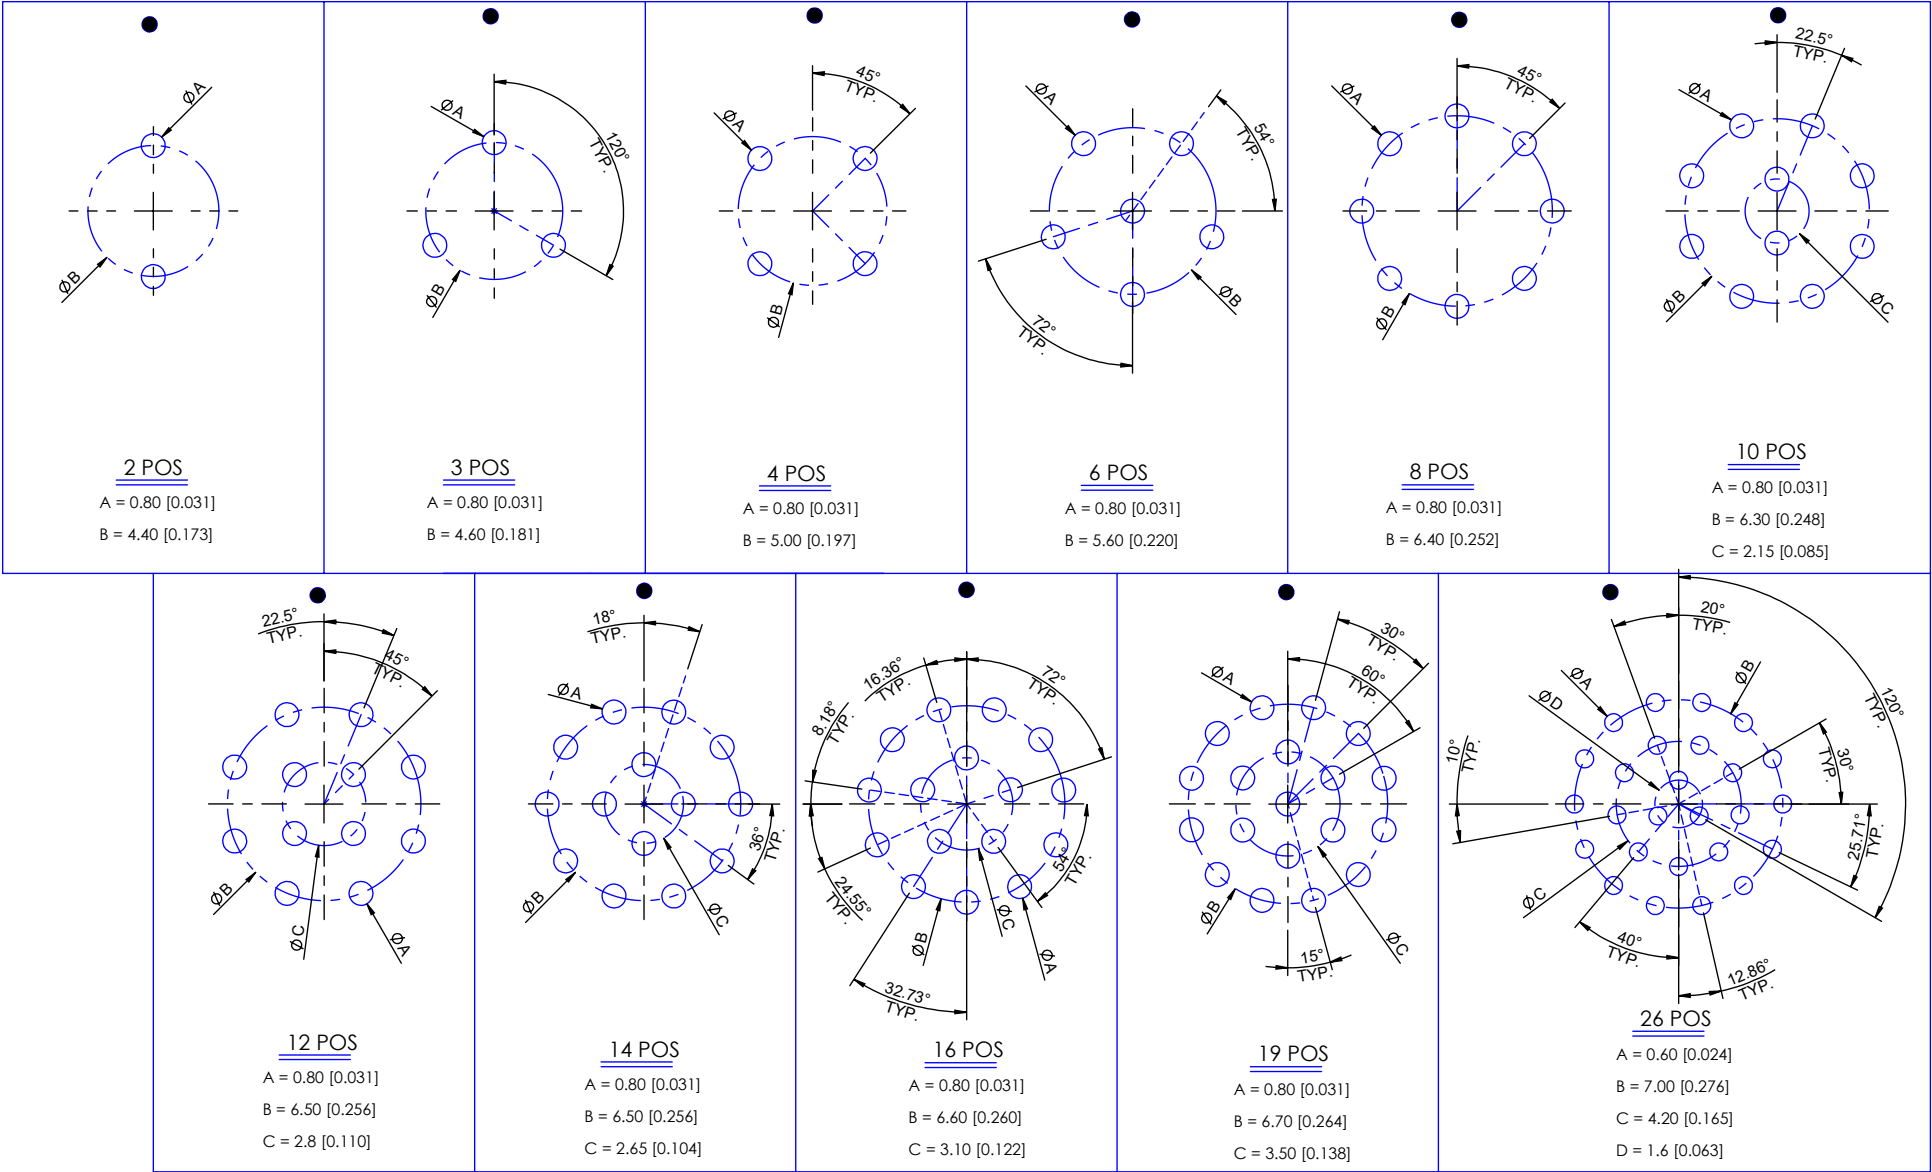 ØA
ØB
2 POS
A = 0.80 [0.031]
B = 4.40 [0.173]
ØA
120°
TYP.
ØB
3 POS
A = 0.80 [0.031]
B = 4.60 [0.181]
45°
TYP.
ØA
ØB
4 POS
A = 0.80 [0.031]
B = 5.00 [0.197]
ØA
54°
TYP.
ØB
72°
TYP.
6 POS
A = 0.80 [0.031]
B = 5.60 [0.220]
45°
TYP.
ØA
ØB
8 POS
A = 0.80 [0.031]
B = 6.40 [0.252]
22.5°
TYP.
ØA
ØB
ØC
10 POS
A = 0.80 [0.031]
B = 6.30 [0.248]
C = 2.15 [0.085]
22.5°
TYP.
45°
TYP.
ØB
ØC
ØA
12 POS
A = 0.80 [0.031]
B = 6.50 [0.256]
C = 2.8 [0.110]
18°
TYP.
ØA
36°
TYP.
ØB
ØC
14 POS
A = 0.80 [0.031]
B = 6.50 [0.256]
C = 2.65 [0.104]
16.36°
TYP.
72°
TYP.
8.18°
TYP.
24.55°
TYP.
54°
TYP.
ØB
ØC
ØA
32.73°
TYP.
16 POS
A = 0.80 [0.031]
B = 6.60 [0.260]
C = 3.10 [0.122]
30°
TYP.
60°
TYP.
ØA
ØB
ØC
15°
TYP.
19 POS
A = 0.80 [0.031]
B = 6.70 [0.264]
C = 3.50 [0.138]
20°
TYP.
ØA
ØB
ØD
120°
TYP.
10°
TYP.
30°
TYP.
25.71°
TYP.
ØC
40°
TYP.
12.86°
TYP.
26 POS
A = 0.60 [0.024]
B = 7.00 [0.276]
C = 4.20 [0.165]
D = 1.6 [0.063]